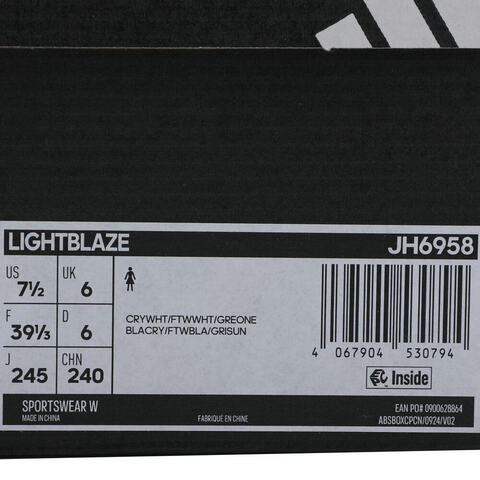 LIGHTBLAZE JH6958
US 7½ UK 6
F 39⅓ D 6
J 245 CHN 240
CRYWHT/FTWWHT/GREONE
BLACRY/FTWBLA/GRISUN
4 067904 530794
Inside
SPORTSWEAR W
MADE IN CHINA
FABRIQUÉ EN CHINE
EAN PO# 0900628864
ABSBOXCPCN/0924/V02